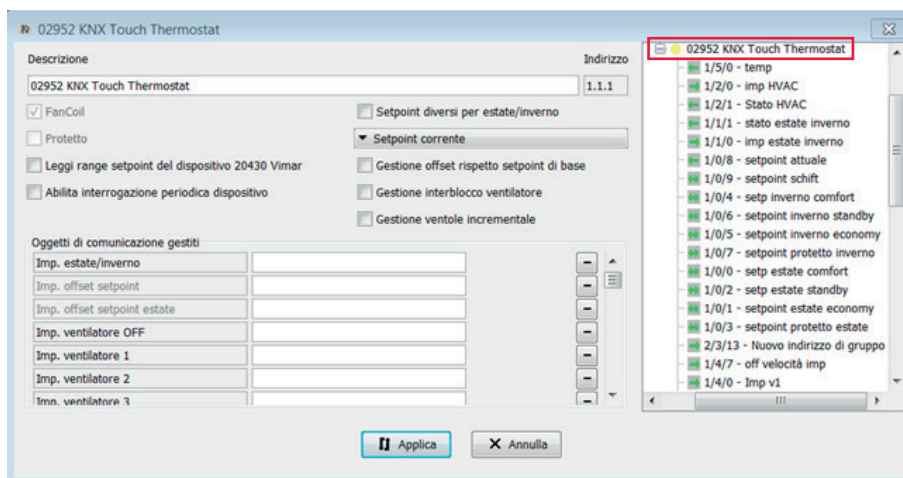 02952 KNX Touch Thermostat
Descrizione
Indirizzo
02952 KNX Touch Thermostat
1.1.1
FanCoil
Setpoint diversi per estate/inverno
Protetto
Setpoint corrente
Leggi range setpoint del dispositivo 20430 Vimar
Gestione offset rispetto setpoint di base
Abilita interrogazione periodica dispositivo
Gestione interblocco ventilatore
Gestione ventole incrementale
Oggetti di comunicazione gestiti
Imp. estate/inverno
Imp. offset setpoint
Imp. offset setpoint estate
Imp. ventilatore OFF
Imp. ventilatore 1
Imp. ventilatore 2
Imp. ventilatore 3
02952 KNX Touch Thermostat
1/5/0 - temp
1/2/0 - imp HVAC
1/2/1 - Stato HVAC
1/1/1 - stato estate inverno
1/1/0 - imp estate inverno
1/0/8 - setpoint attuale
1/0/9 - setpoint schift
1/0/4 - setp inverno comfort
1/0/6 - setpoint inverno standby
1/0/5 - setpoint inverno economy
1/0/7 - setpoint protetto inverno
1/0/0 - setp estate comfort
1/0/2 - setp estate standby
1/0/1 - setpoint estate economy
1/0/3 - setpoint protetto estate
2/3/13 - Nuovo indirizzo di gruppo
1/4/7 - off velocità imp
1/4/0 - Imp v1
Applica
Annulla